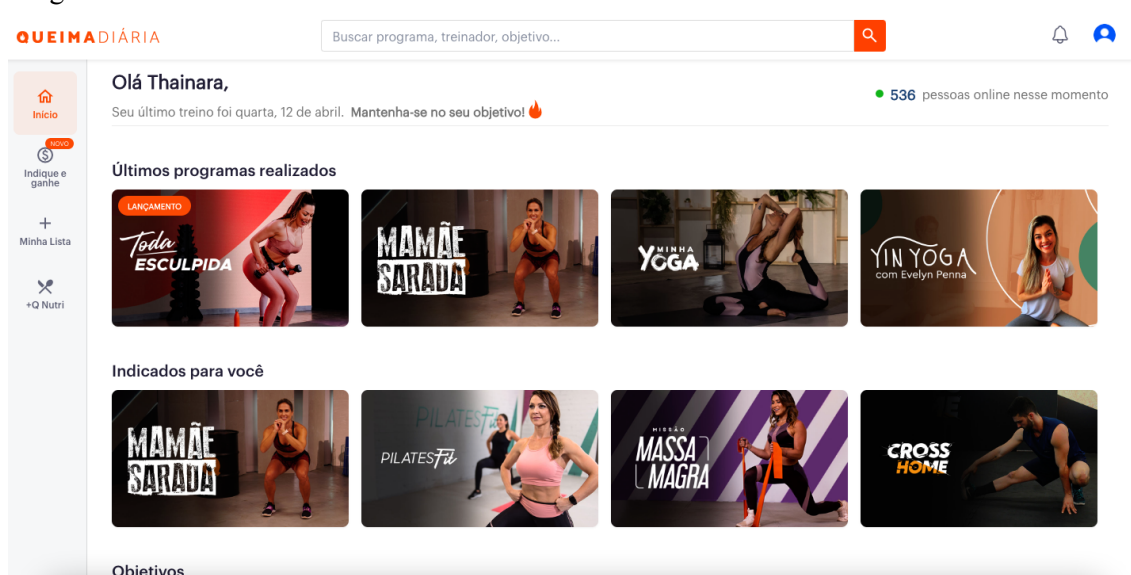 QUEIMADIÁRIA
Buscar programa, treinador, objetivo...
Início
NOVO
Indique e
ganhe
Minha Lista
+Q Nutri
Olá Thainara,
Seu último treino foi quarta, 12 de abril. Mantenha-se no seu objetivo!
536 pessoas online nesse momento
Últimos programas realizados
LANÇAMENTO
Toda
ESCULPIDA
MAMÃE
SARADA
MINHA
YOGA
YIN YOGA
com Evelyn Penna
Indicados para você
MAMÃE
SARADA
PILATESFit
PILATESFit
MISSÃO
MASSA
MAGRA
CROSS
HOME
Objetivos